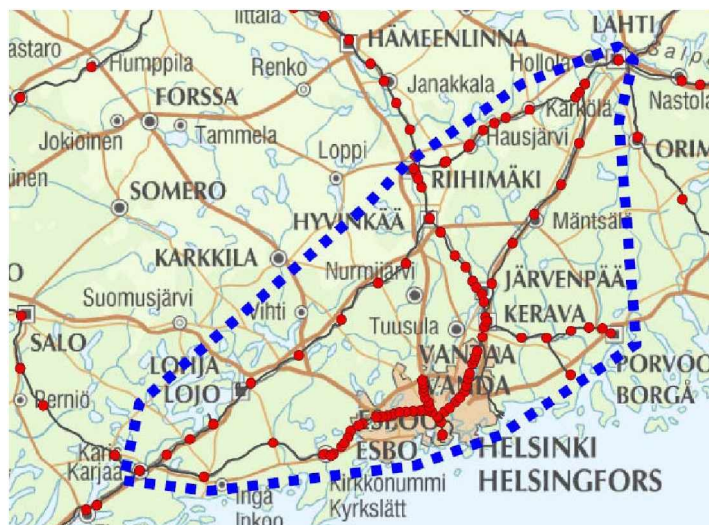 Iittala
LAHTI
HÄMEENLINNA
Hollola
Humppila
Renko
Janakkala
Nastola
FORSSA
Kärkölä
Jokioinen
Tammela
Hausjärvi
Loppi
RIIHIMÄKI
SOMERO
HYVINKÄÄ
Mäntsälä
KARKKILA
Nurmijärvi
JÄRVENPÄÄ
Suomusjärvi
Vihti
Tuusula
KERAVA
SALO
LOHJA
LOJO
VANTAA
VANDA
PORVOO
BORGÅ
Perniö
ESPOO
ESBO
Karjaa
HELSINKI
HELSINGFORS
Kirkkonummi
Kyrkslätt
Ingå
Inkoo